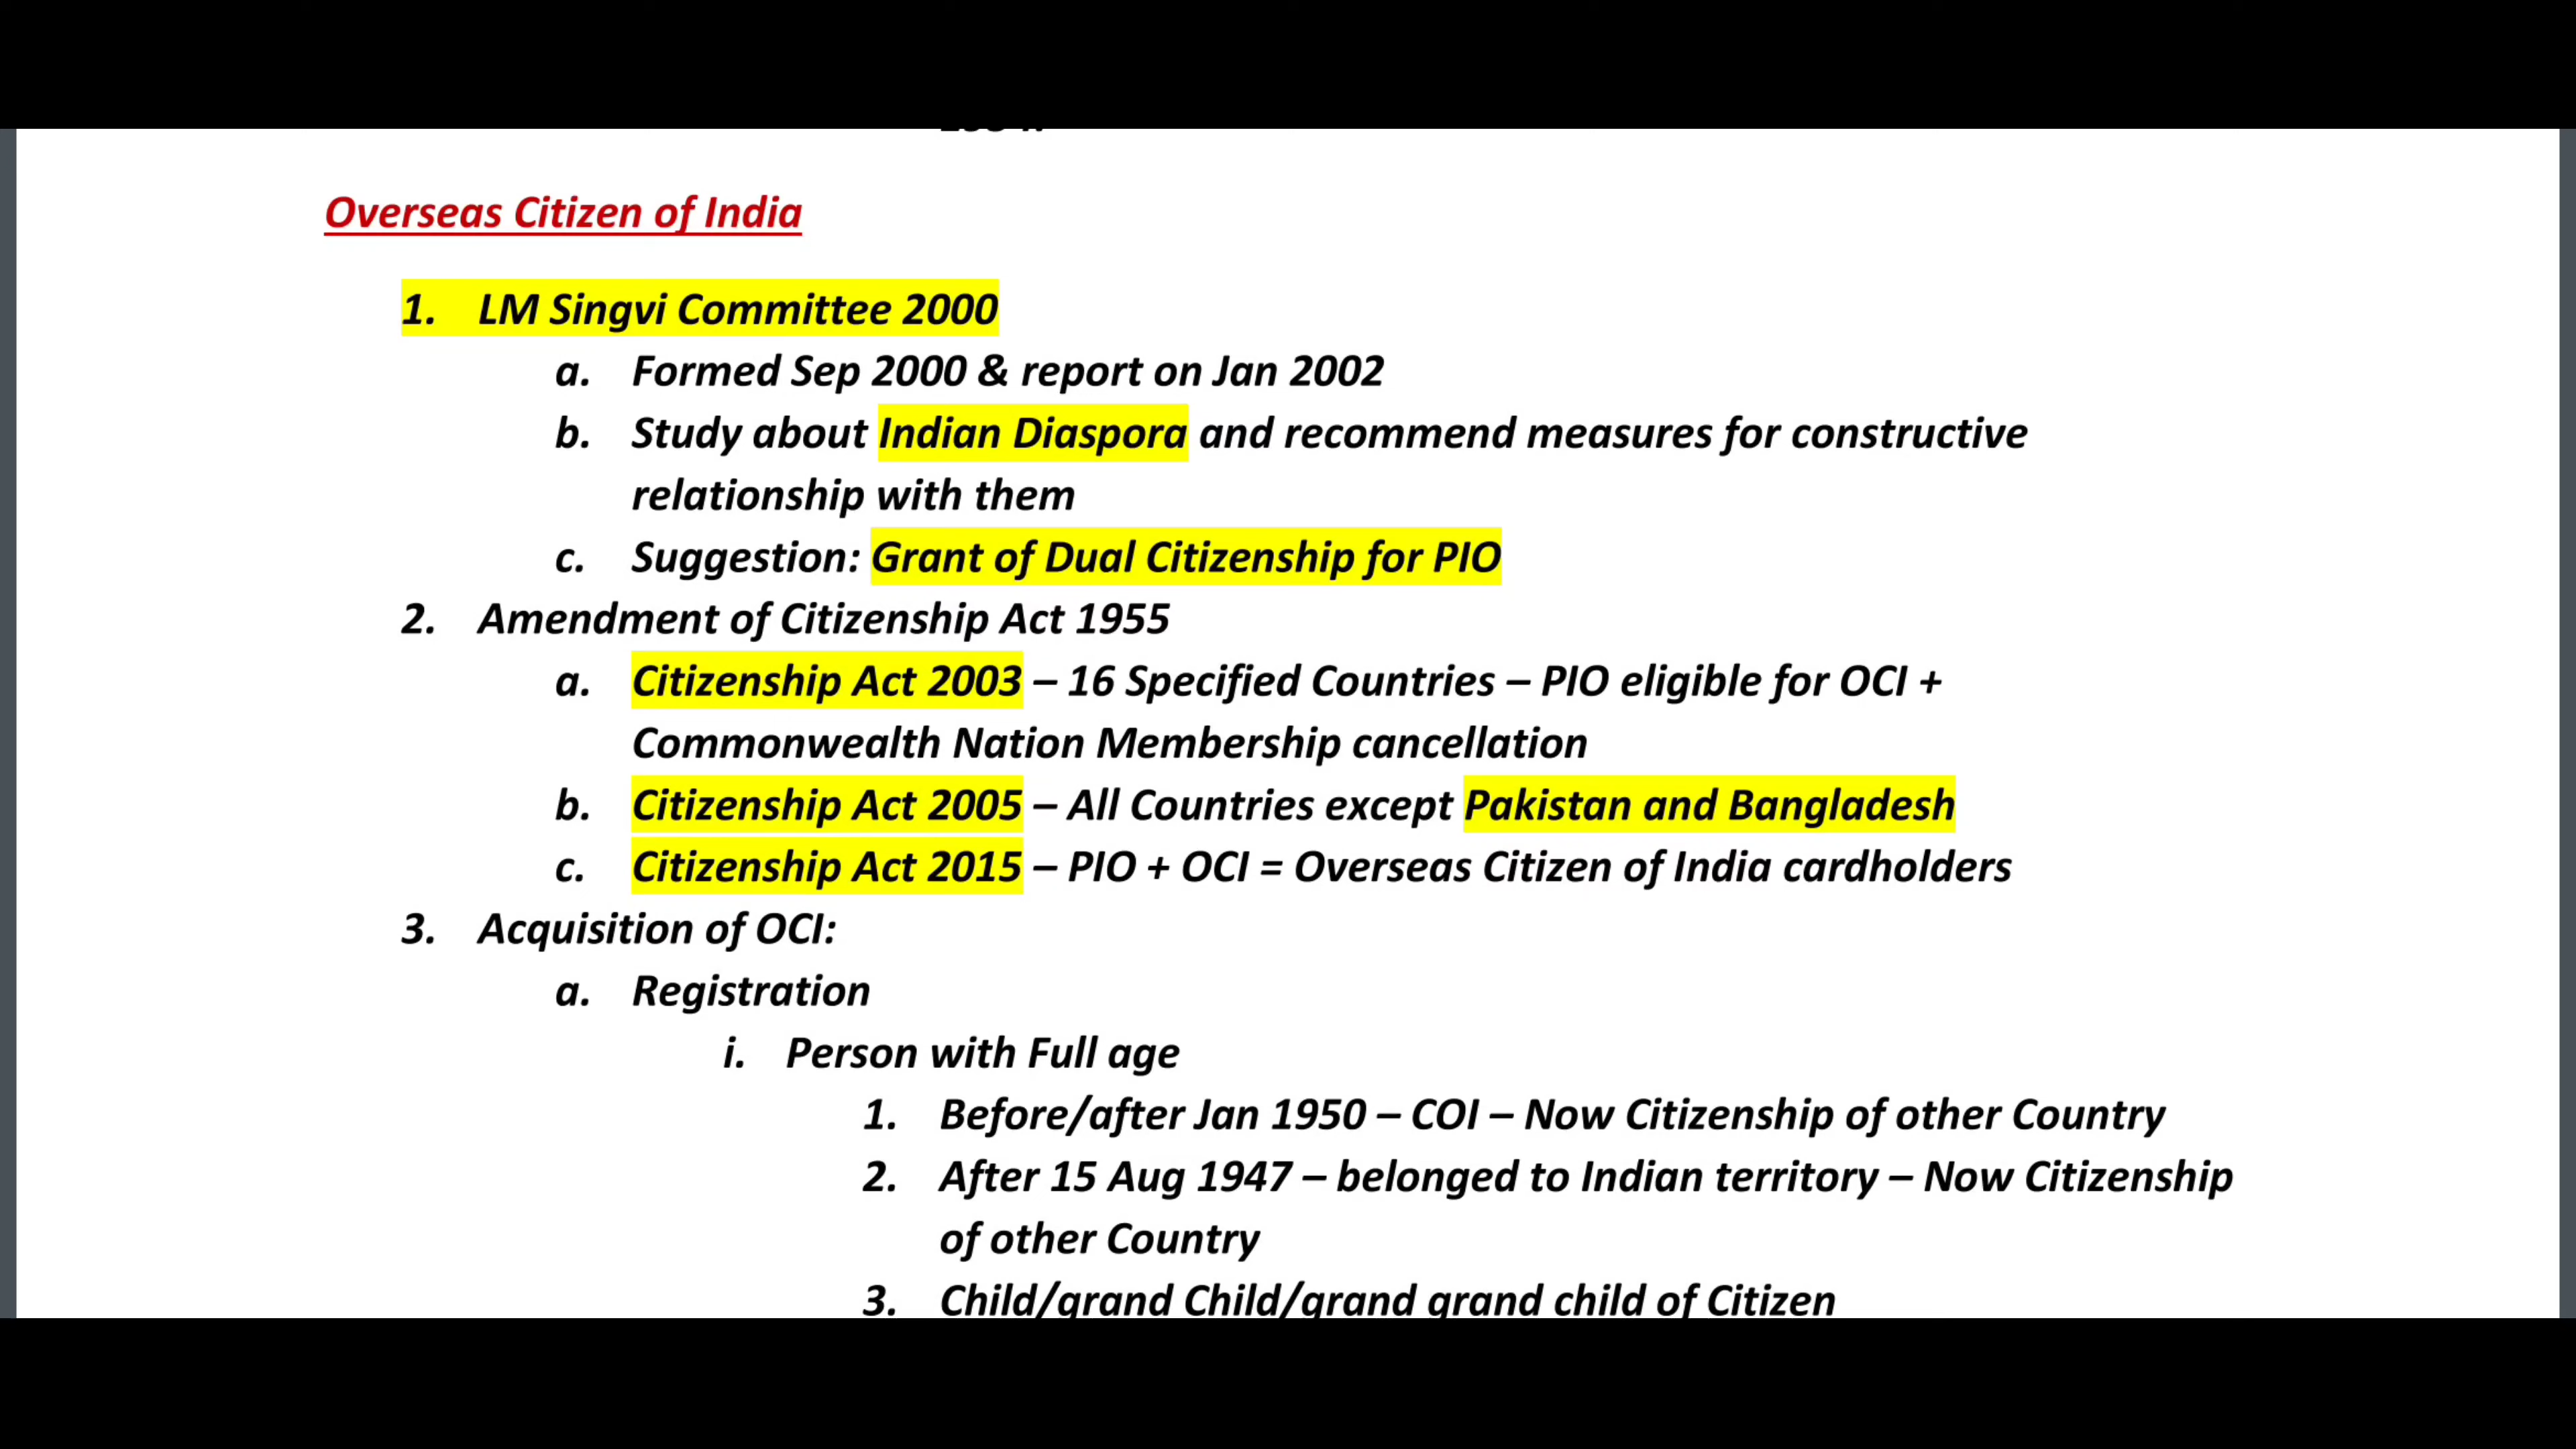 Overseas Citizen of India
1. LM Singvi Committee 2000
a. Formed Sep 2000 & report on Jan 2002
b. Study about Indian Diaspora and recommend measures for constructive
relationship with them
c. Suggestion: Grant of Dual Citizenship for PIO
2. Amendment of Citizenship Act 1955
a. Citizenship Act 2003 – 16 Specified Countries – PIO eligible for OCI +
Commonwealth Nation Membership cancellation
b. Citizenship Act 2005 – All Countries except Pakistan and Bangladesh
c. Citizenship Act 2015 – PIO + OCI = Overseas Citizen of India cardholders
3. Acquisition of OCI:
a. Registration
i. Person with Full age
1. Before/after Jan 1950 – COI – Now Citizenship of other Country
2. After 15 Aug 1947 – belonged to Indian territory – Now Citizenship
of other Country
3. Child/grand Child/grand grand child of Citizen